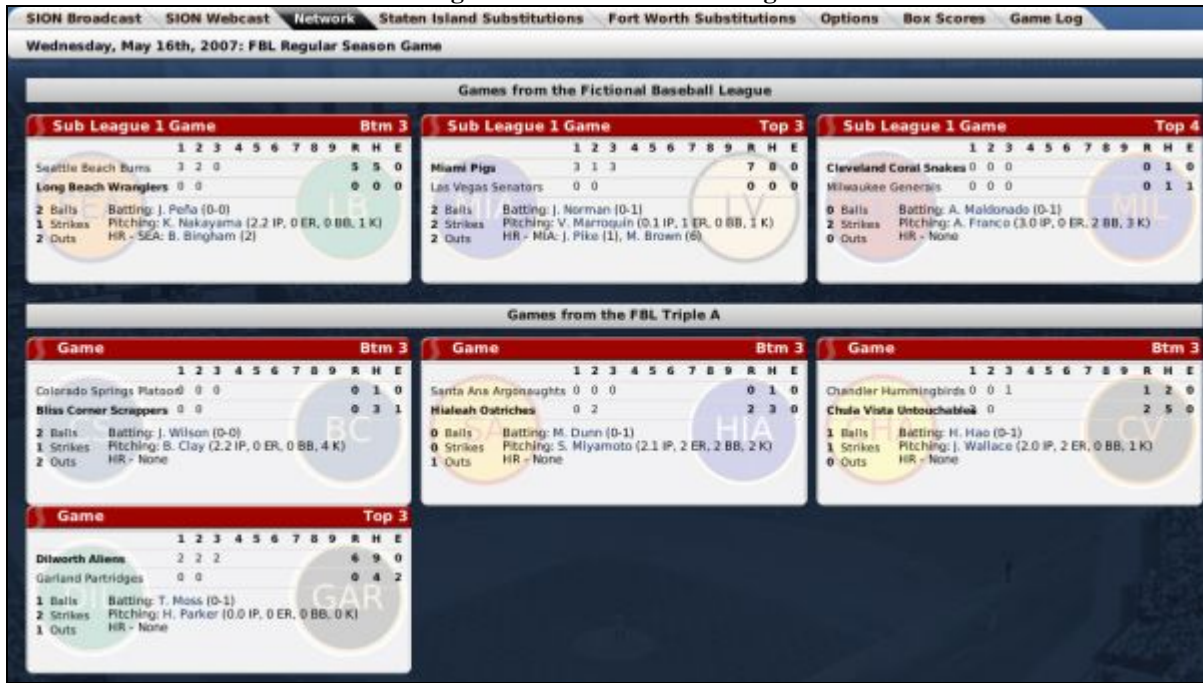 SION Broadcast SION Webcast Network Staten Island Substitutions Fort Worth Substitutions Options Box Scores Game Log
Wednesday, May 16th, 2007: FBL Regular Season Game
Games from the Fictional Baseball League
Sub League 1 Game Btm 3
1 2 3 4 5 6 7 8 9 R H E
Seattle Beach Bums 3 2 0 5 5 0
Long Beach Wranglers 0 0 0 0 0
2 Balls Batting: J. Peña (0-0)
1 Strikes Pitching: K. Nakayama (2.2 IP, 0 ER, 0 BB, 1 K)
2 Outs HR - SEA: B. Bingham (2)
LB
Sub League 1 Game Top 3
1 2 3 4 5 6 7 8 9 R H E
Miami Pigs 3 1 3 7 8 0
Las Vegas Senators 0 0 0 0 0
2 Balls Batting: J. Norman (0-1)
2 Strikes Pitching: V. Marroquin (0.1 IP, 1 ER, 0 BB, 1 K)
2 Outs HR - MIA: J. Pike (1), M. Brown (6)
MIA LV
Sub League 1 Game Top 4
1 2 3 4 5 6 7 8 9 R H E
Cleveland Coral Snakes 0 0 0 0 1 0
Milwaukee Generals 0 0 0 0 1 1
0 Balls Batting: A. Maldonado (0-1)
2 Strikes Pitching: A. Franco (3.0 IP, 0 ER, 2 BB, 3 K)
0 Outs HR - None
MIL
Games from the FBL Triple A
Game Btm 3
1 2 3 4 5 6 7 8 9 R H E
Colorado Springs Platoon 0 0 0 0 1 0
Bliss Corner Scrappers 0 0 0 3 1
2 Balls Batting: J. Wilson (0-0)
1 Strikes Pitching: B. Clay (2.2 IP, 0 ER, 0 BB, 4 K)
2 Outs HR - None
BC
Game Btm 3
1 2 3 4 5 6 7 8 9 R H E
Santa Ana Argonaughts 0 0 0 0 1 0
Hialeah Ostriches 0 2 2 3 0
0 Balls Batting: M. Dunn (0-1)
0 Strikes Pitching: S. Miyamoto (2.1 IP, 2 ER, 2 BB, 2 K)
1 Outs HR - None
SA HIA
Game Btm 3
1 2 3 4 5 6 7 8 9 R H E
Chandler Hummingbirds 0 0 1 1 2 0
Chula Vista Untouchables 0 2 5 0
1 Balls Batting: H. Hao (0-1)
1 Strikes Pitching: J. Wallace (2.0 IP, 2 ER, 0 BB, 1 K)
0 Outs HR - None
CV
Game Top 3
1 2 3 4 5 6 7 8 9 R H E
Dilworth Aliens 2 2 2 6 9 0
Garland Partridges 0 0 0 4 2
1 Balls Batting: T. Moss (0-1)
2 Strikes Pitching: H. Parker (0.0 IP, 0 ER, 0 BB, 0 K)
1 Outs HR - None
DIL GAR